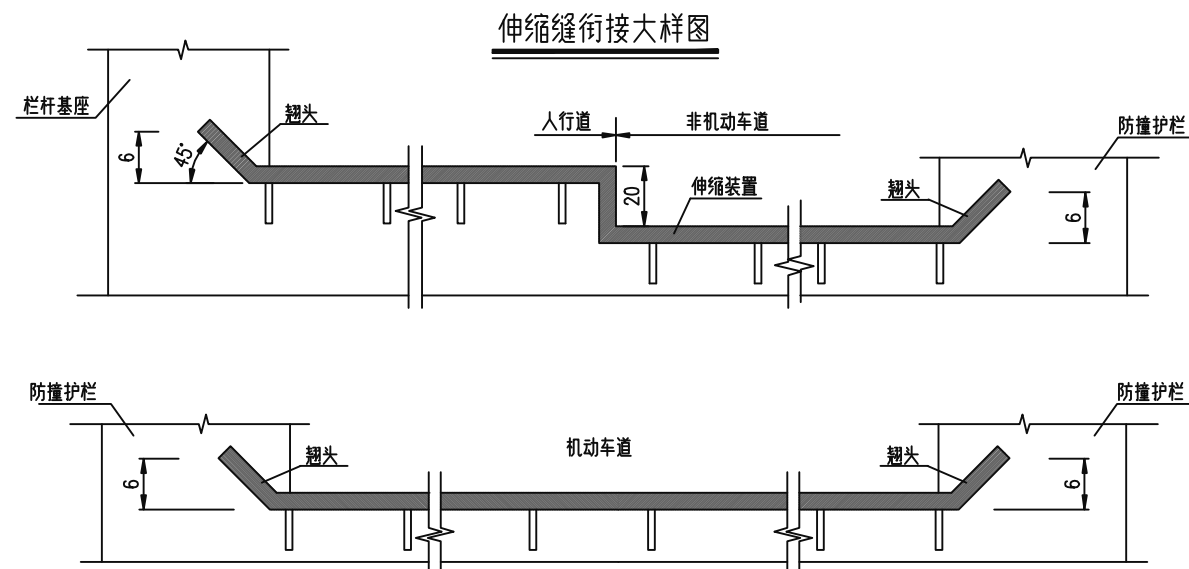 伸缩缝衔接大样图
栏杆基座
翘头
人行道
非机动车道
防撞护栏
6
45°
20
伸缩装置
翘头
6
防撞护栏
防撞护栏
机动车道
翘头
翘头
6
6